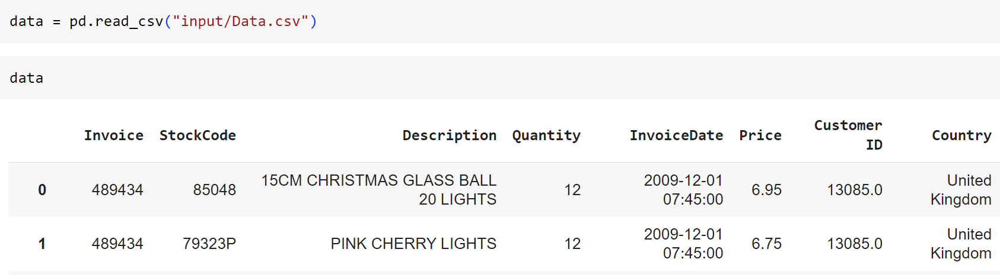 data = pd.read_csv("input/Data.csv")
data
Invoice StockCode Description Quantity InvoiceDate Price Customer ID Country
0 489434 85048 15CM CHRISTMAS GLASS BALL 20 LIGHTS 12 2009-12-01 07:45:00 6.95 13085.0 United Kingdom
1 489434 79323P PINK CHERRY LIGHTS 12 2009-12-01 07:45:00 6.75 13085.0 United Kingdom